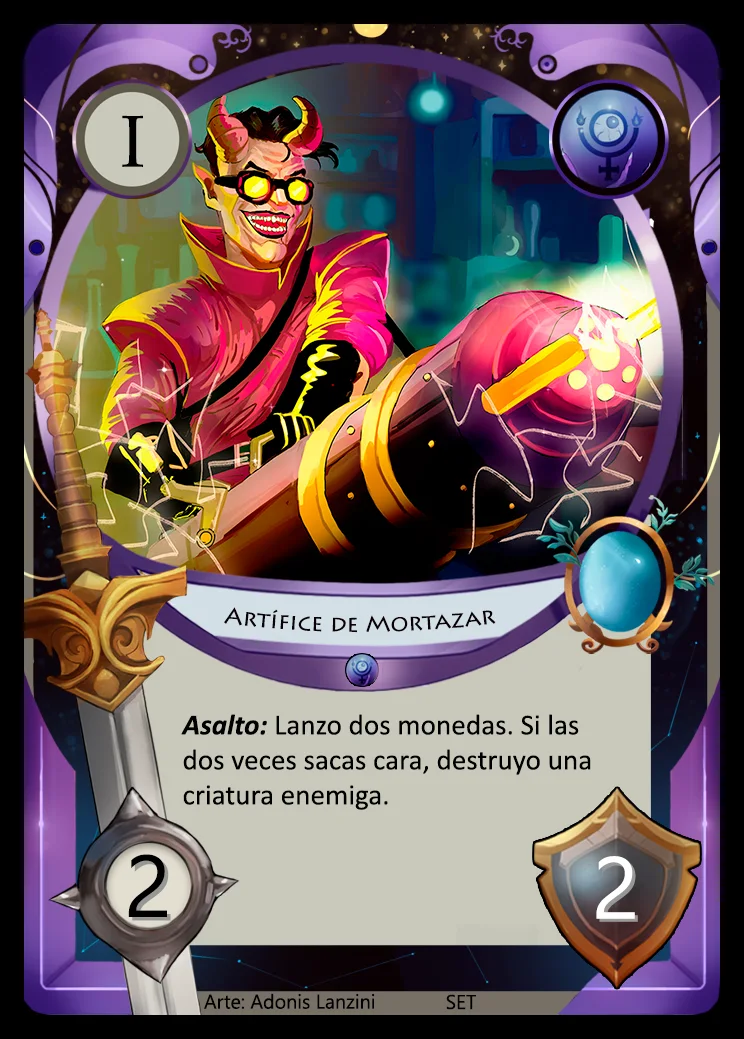 I
Artífice de Mortazar
Asalto: Lanzo dos monedas. Si las
dos veces sacas cara, destruyo una
criatura enemiga.
2
2
Arte: Adonis Lanzini SET